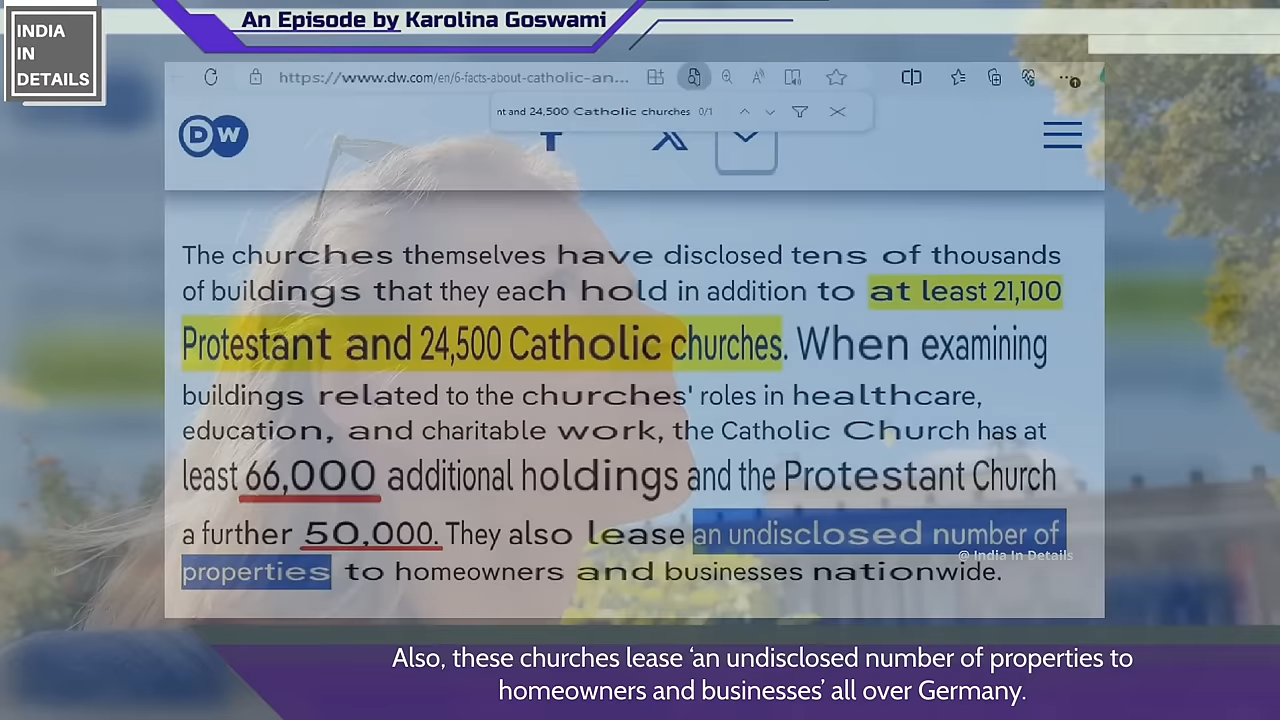 INDIA
IN
DETAILS
An Episode by Karolina Goswami
https://www.dw.com/en/6-facts-about-catholic-an...
nt and 24,500 Catholic churches 0/1
DW
The churches themselves have disclosed tens of thousands
of buildings that they each hold in addition to at least 21,100
Protestant and 24,500 Catholic churches. When examining
buildings related to the churches' roles in healthcare,
education, and charitable work, the Catholic Church has at
least 66,000 additional holdings and the Protestant Church
a further 50,000. They also lease an undisclosed number of
@ India In Details
properties to homeowners and businesses nationwide.
Also, these churches lease ‘an undisclosed number of properties to
homeowners and businesses’ all over Germany.